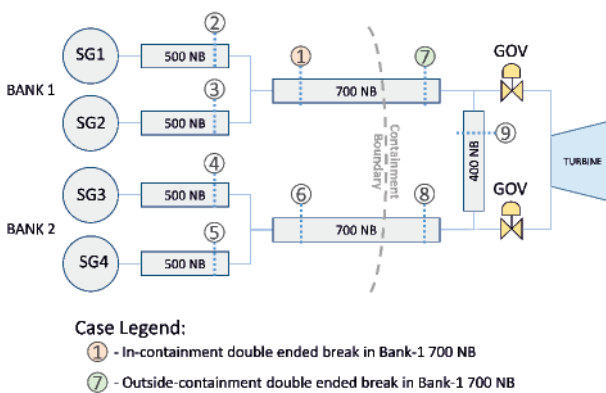 ② GOV
SG1 500 NB ① ⑦
BANK 1 700 NB
③
SG2 500 NB
Containment
Boundary
⑨
400 NB
TURBINE
④
SG3 500 NB ⑥ ⑧ GOV
BANK 2 700 NB
⑤
SG4 500 NB
Case Legend:
① - In-containment double ended break in Bank-1 700 NB
⑦ - Outside-containment double ended break in Bank-1 700 NB